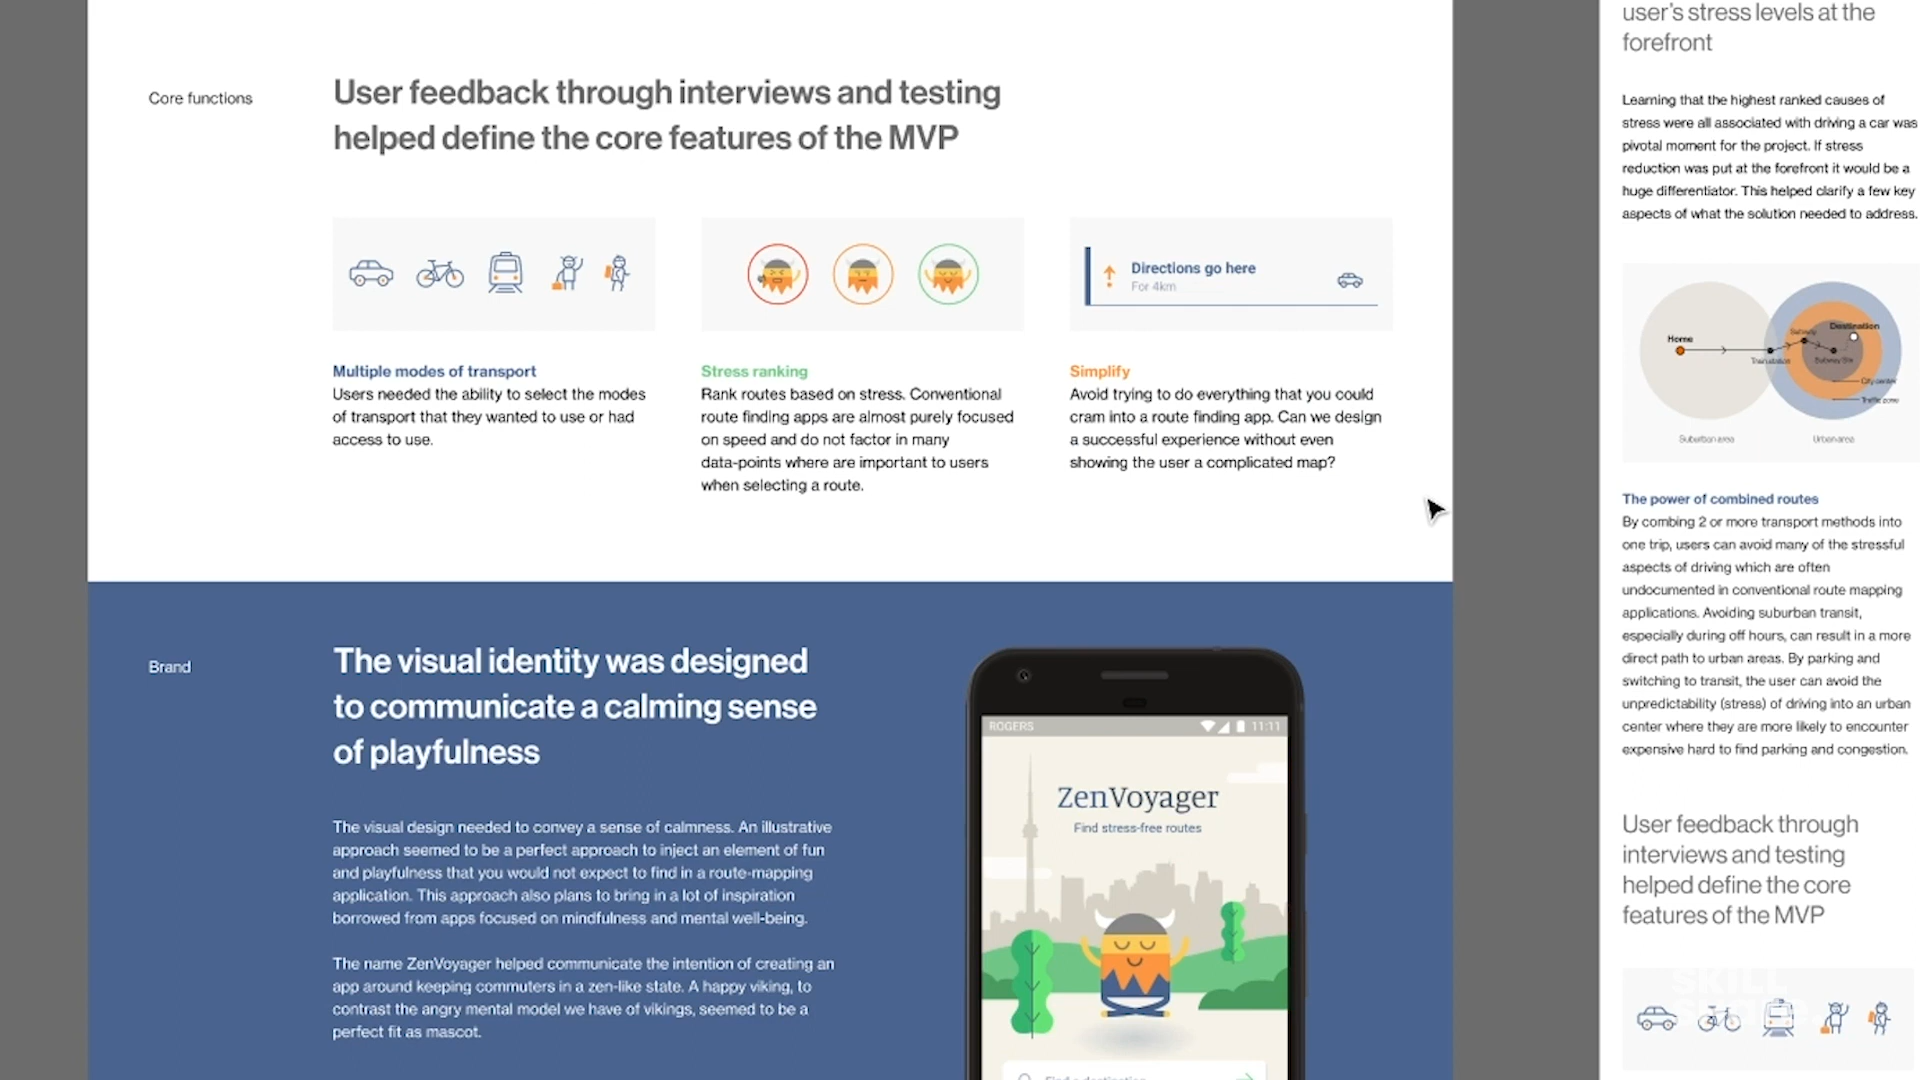 Core functions
User feedback through interviews and testing
helped define the core features of the MVP
Directions go here
For 4km
Multiple modes of transport
Users needed the ability to select the modes
of transport that they wanted to use or had
access to use.
Stress ranking
Rank routes based on stress. Conventional
route finding apps are almost purely focused
on speed and do not factor in many
data-points where are important to users
when selecting a route.
Simplify
Avoid trying to do everything that you could
cram into a route finding app. Can we design
a successful experience without even
showing the user a complicated map?
Brand
The visual identity was designed
to communicate a calming sense
of playfulness
The visual design needed to convey a sense of calmness. An illustrative
approach seemed to be a perfect approach to inject an element of fun
and playfulness that you would not expect to find in a route-mapping
application. This approach also plans to bring in a lot of inspiration
borrowed from apps focused on mindfulness and mental well-being.
The name ZenVoyager helped communicate the intention of creating an
app around keeping commuters in a zen-like state. A happy viking, to
contrast the angry mental model we have of vikings, seemed to be a
perfect fit as mascot.
ROGERS
11:11
ZenVoyager
Find stress-free routes
Find a destination
user's stress levels at the
forefront
Learning that the highest ranked causes of
stress were all associated with driving a car was
pivotal moment for the project. If stress
reduction was put at the forefront it would be a
huge differentiator. This helped clarify a few key
aspects of what the solution needed to address.
Home
Train station
Subway
Destination
Subway Stn
City center
Traffic zone
Suburban area
Urban area
The power of combined routes
By combing 2 or more transport methods into
one trip, users can avoid many of the stressful
aspects of driving which are often
undocumented in conventional route mapping
applications. Avoiding suburban transit,
especially during off hours, can result in a more
direct path to urban areas. By parking and
switching to transit, the user can avoid the
unpredictability (stress) of driving into an urban
center where they are more likely to encounter
expensive hard to find parking and congestion.
User feedback through
interviews and testing
helped define the core
features of the MVP
SKILL
share.